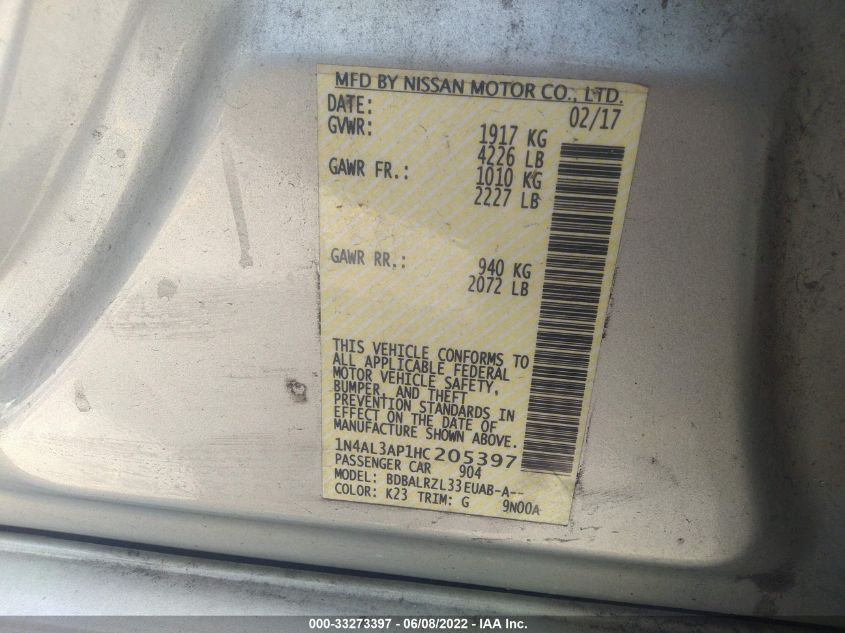 MFD BY NISSAN MOTOR CO., LTD.
DATE: 02/17
GVWR: 1917 KG
4226 LB
GAWR FR.: 1010 KG
2227 LB
GAWR RR.: 940 KG
2072 LB
THIS VEHICLE CONFORMS TO
ALL APPLICABLE FEDERAL
MOTOR VEHICLE SAFETY,
BUMPER, AND THEFT
PREVENTION STANDARDS IN
EFFECT ON THE DATE OF
MANUFACTURE SHOWN ABOVE.
1N4AL3AP1HC205397
PASSENGER CAR 904
MODEL: BDBALRZL33EUAB-A--
COLOR: K23 TRIM: G 9N00A
000-33273397 - 06/08/2022 - IAA Inc.